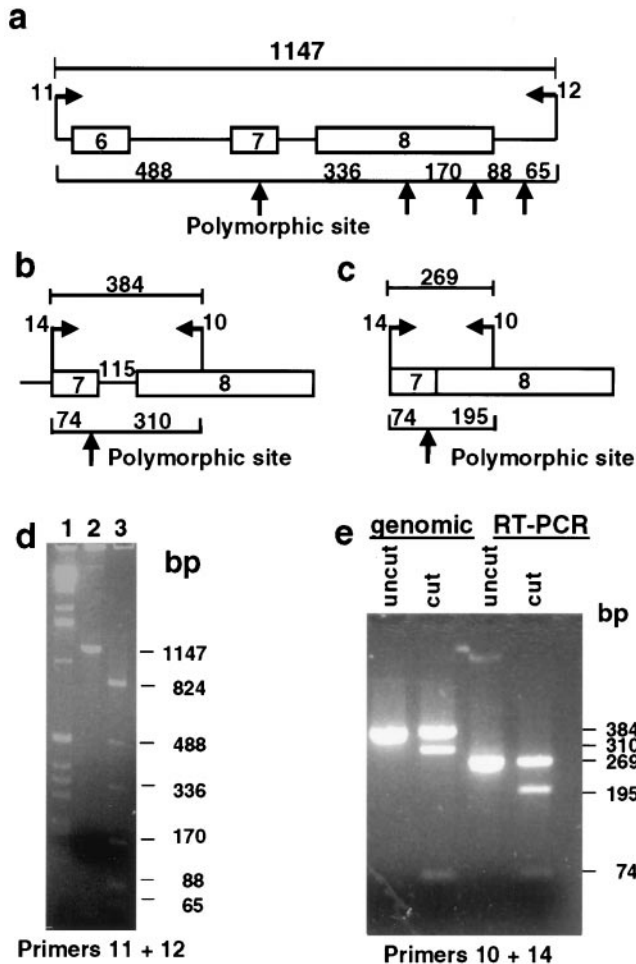 a
1147
11
12
6
7
8
488
336
170
88
65
Polymorphic site
b
384
14
10
115
7
8
74
310
Polymorphic site
c
269
14
10
7
8
74
195
Polymorphic site
d
1 2 3
bp
1147
824
488
336
170
88
65
Primers 11 + 12
e
genomic RT-PCR
uncut cut uncut cut
bp
384
310
269
195
74
Primers 10 + 14